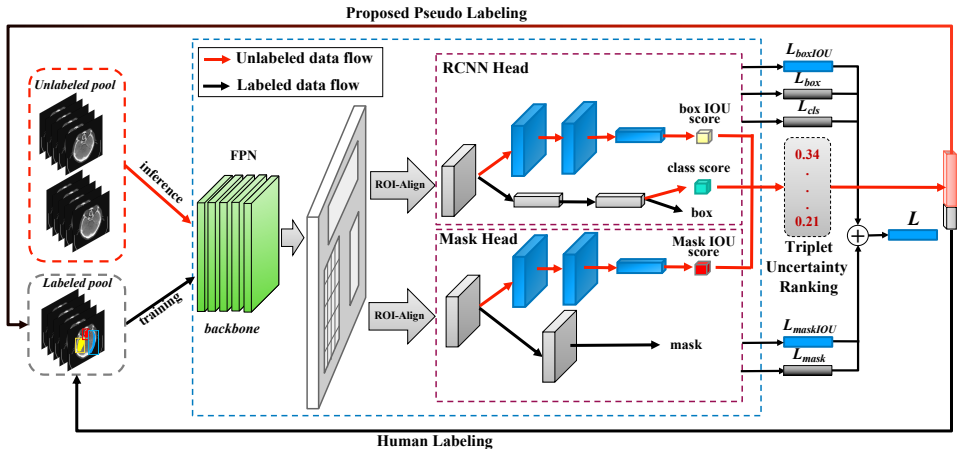 Proposed Pseudo Labeling
Unlabeled pool
Unlabeled data flow
Labeled data flow
RCNN Head
L_boxIOU
L_box
L_cls
box IOU
score
FPN
inference
ROI-Align
class score
box
0.34
.
.
.
0.21
L
Mask Head
Mask IOU
score
Triplet
Uncertainty
Ranking
Labeled pool
training
ROI-Align
backbone
mask
L_maskIOU
L_mask
Human Labeling